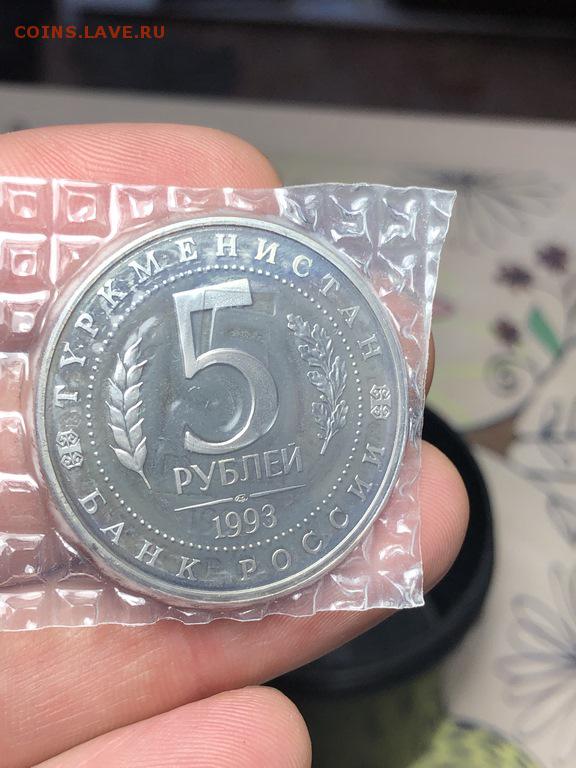 COINS.LAVE.RU
ТУРКМЕНИСТАН
5
РУБЛЕЙ
1993
БАНК РОССИИ